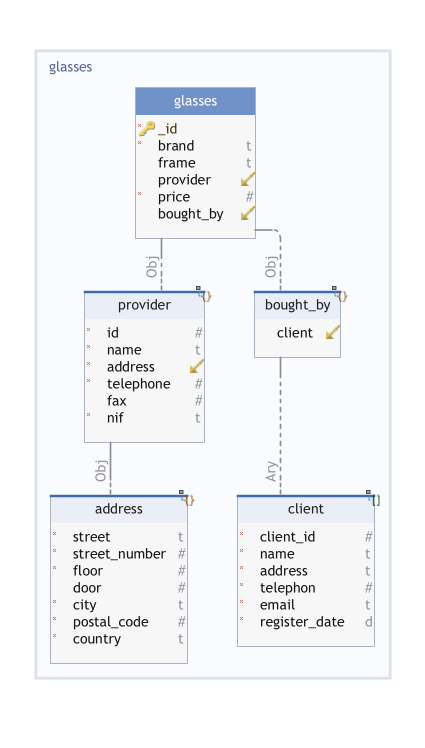 glasses
glasses
_id
brand t
frame t
provider
price #
bought_by
Obj
Obj
provider
id #
name t
address
telephone #
fax #
nif t
bought_by
client
Obj
Ary
address
street t
street_number #
floor #
door #
city t
postal_code #
country t
client
client_id #
name t
address t
telephon #
email t
register_date d